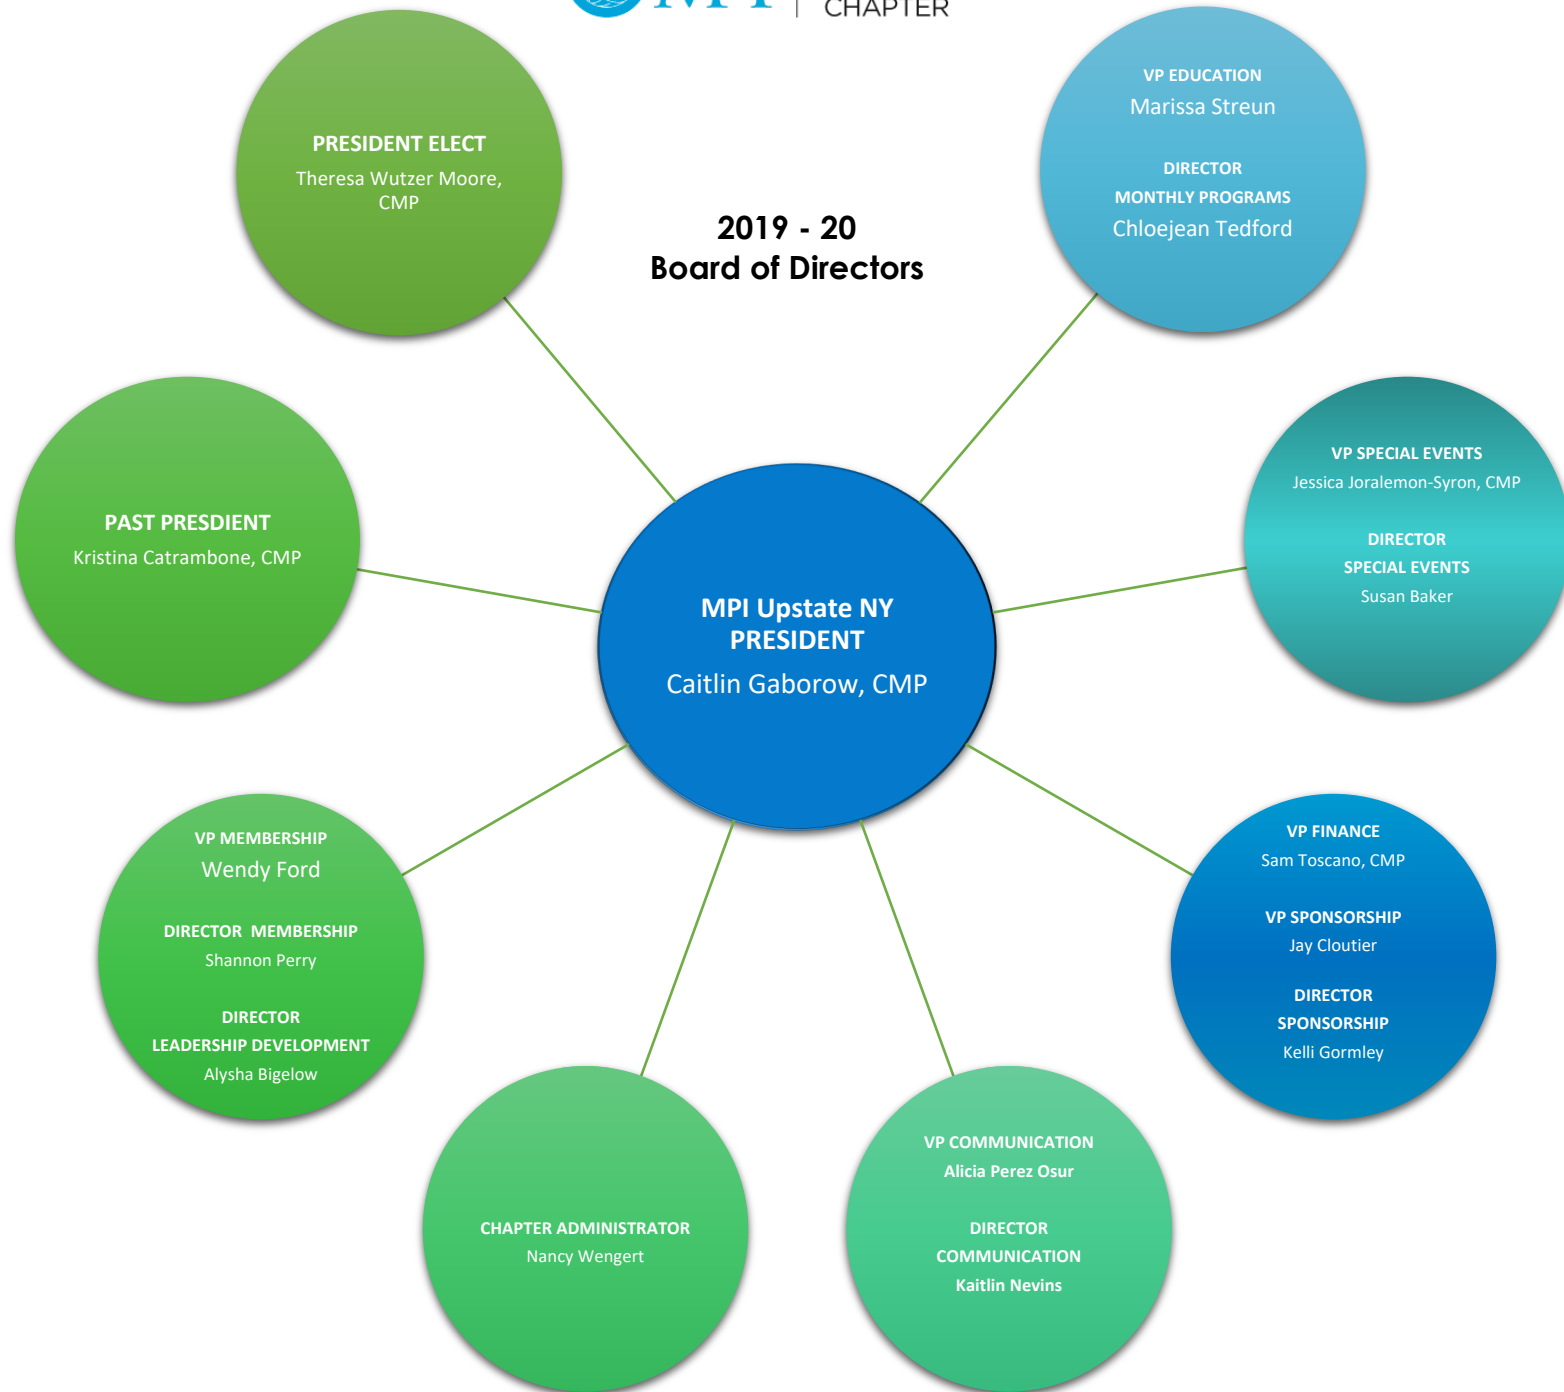 MPI
CHAPTER
PRESIDENT ELECT
Theresa Wutzer Moore,
CMP
2019 - 20
Board of Directors
VP EDUCATION
Marissa Streun
DIRECTOR
MONTHLY PROGRAMS
Chloejean Tedford
PAST PRESDIENT
Kristina Catrambone, CMP
MPI Upstate NY
PRESIDENT
Caitlin Gaborow, CMP
VP SPECIAL EVENTS
Jessica Joralemon-Syron, CMP
DIRECTOR
SPECIAL EVENTS
Susan Baker
VP MEMBERSHIP
Wendy Ford
DIRECTOR  MEMBERSHIP
Shannon Perry
DIRECTOR
LEADERSHIP DEVELOPMENT
Alysha Bigelow
VP FINANCE
Sam Toscano, CMP
VP SPONSORSHIP
Jay Cloutier
DIRECTOR
SPONSORSHIP
Kelli Gormley
CHAPTER ADMINISTRATOR
Nancy Wengert
VP COMMUNICATION
Alicia Perez Osur
DIRECTOR
COMMUNICATION
Kaitlin Nevins